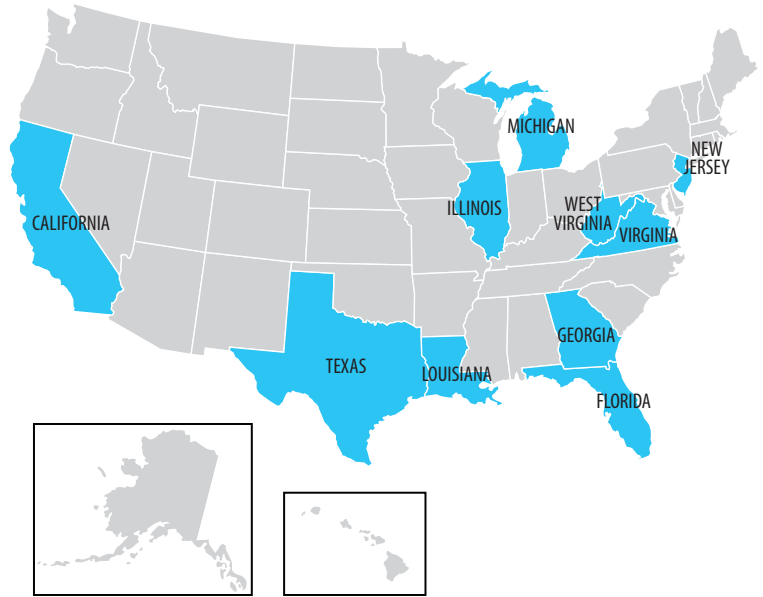 MICHIGAN
NEW
JERSEY
ILLINOIS
WEST
VIRGINIA
CALIFORNIA
VIRGINIA
GEORGIA
TEXAS
LOUISIANA
FLORIDA